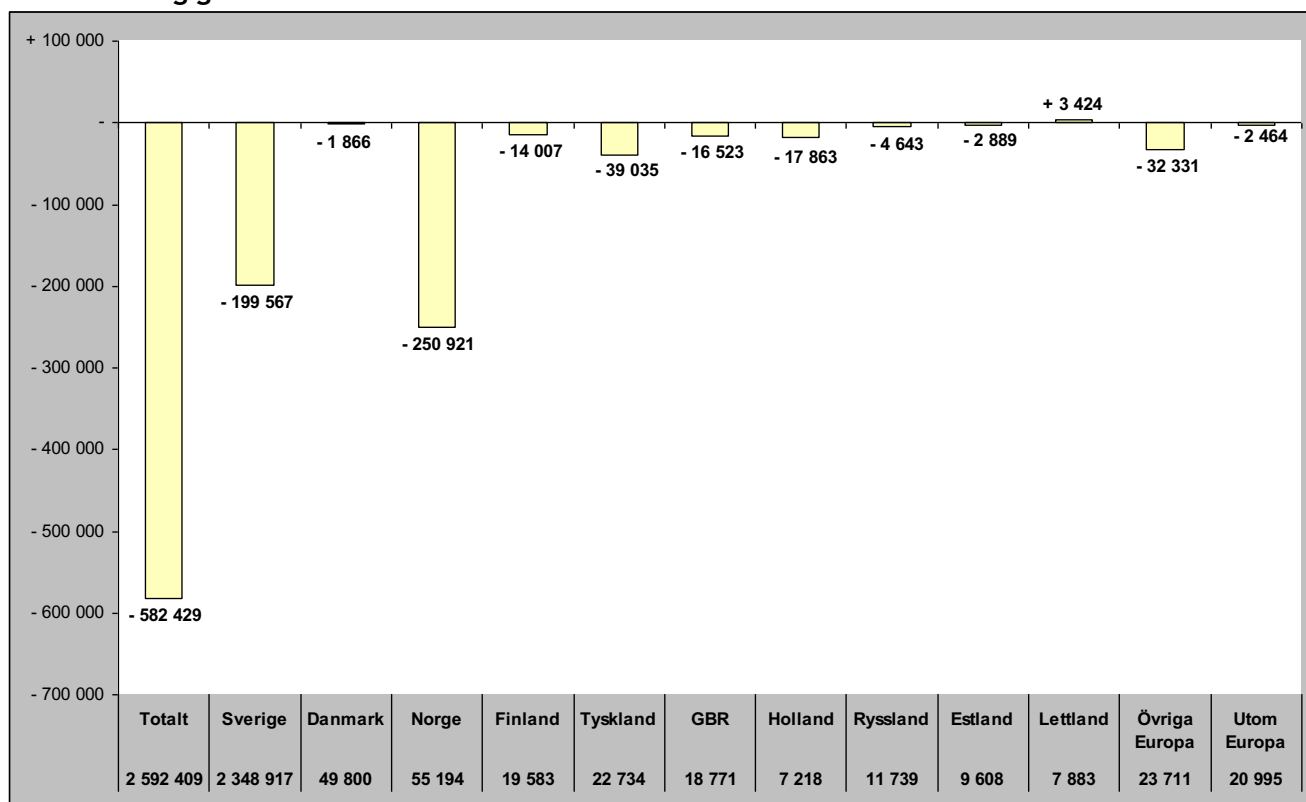 + 100 000
-
- 100 000
- 200 000
- 300 000
- 400 000
- 500 000
- 600 000
- 700 000
- 582 429
- 199 567
- 1 866
- 250 921
- 14 007
- 39 035
- 16 523
- 17 863
- 4 643
- 2 889
+ 3 424
- 32 331
- 2 464
Totalt Sverige Danmark Norge Finland Tyskland GBR Holland Ryssland Estland Lettland Övriga Utom
Europa Europa
2 592 409 2 348 917 49 800 55 194 19 583 22 734 18 771 7 218 11 739 9 608 7 883 23 711 20 995